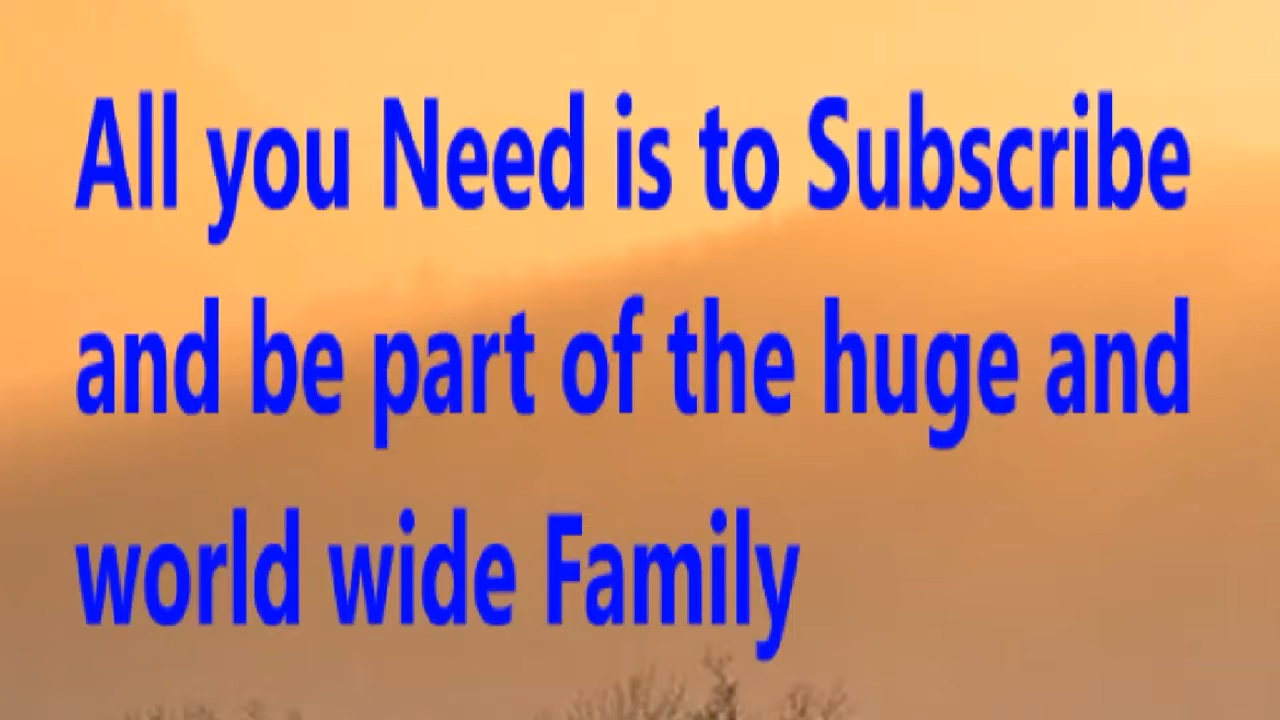 All you Need is to Subscribe
and be part of the huge and
world wide Family